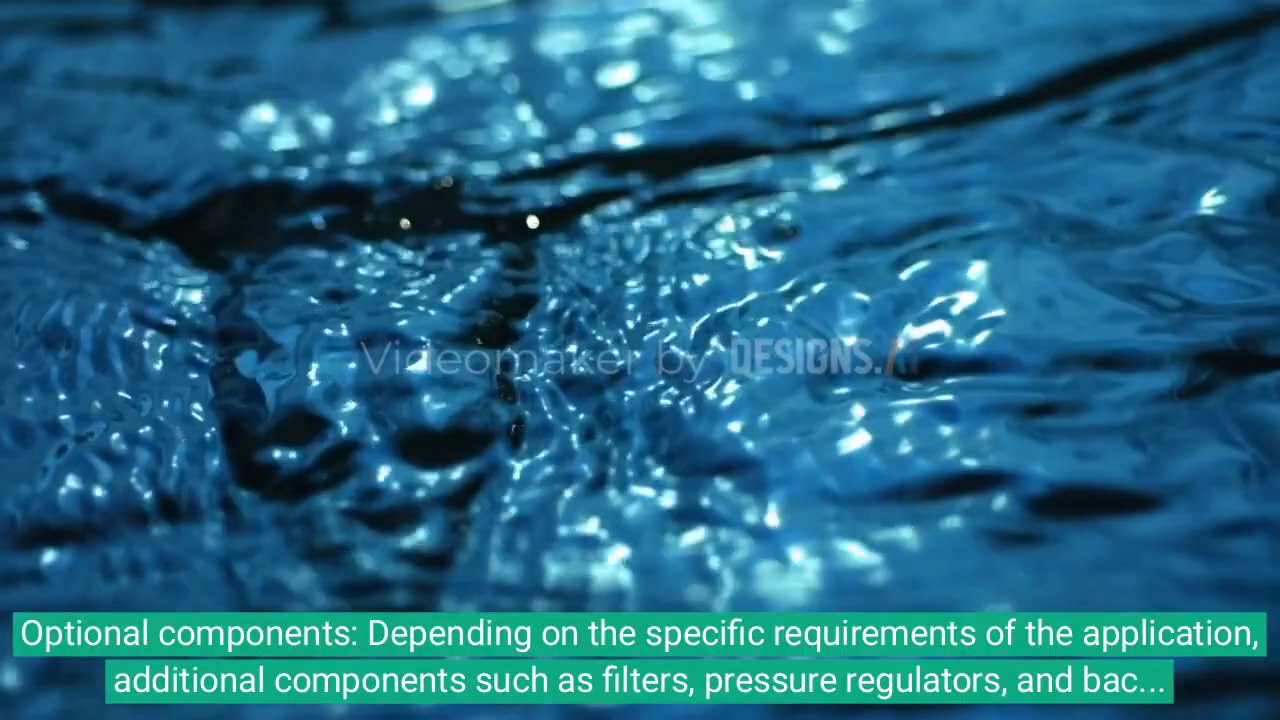 Videomaker by DESIGNS.AI
Optional components: Depending on the specific requirements of the application,
additional components such as filters, pressure regulators, and bac...